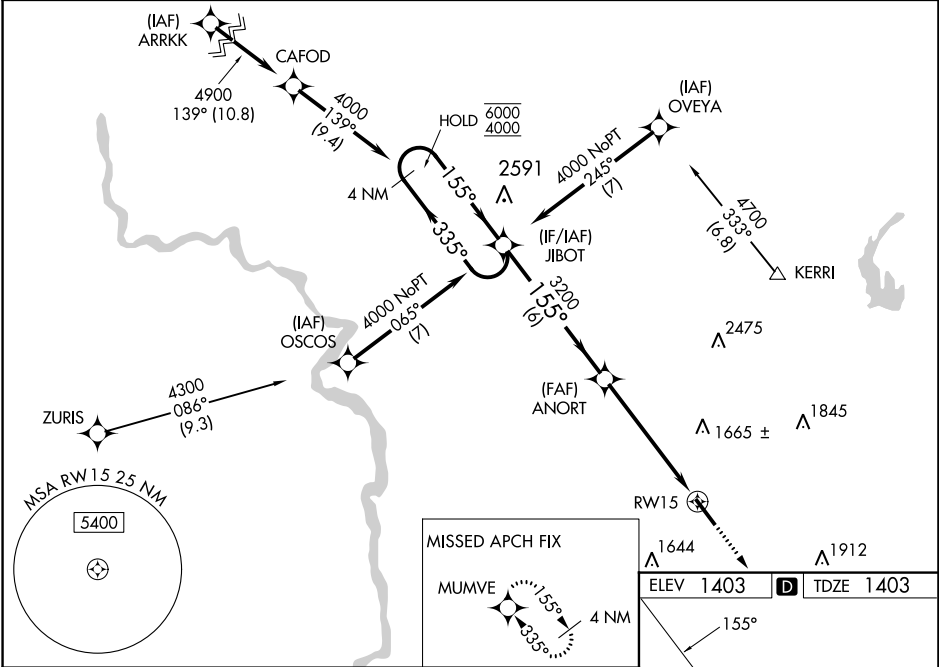 (IAF)
ARRKK
CAFOD
4900
139° (10.8)
4000
139°
(9.4)
HOLD
6000
4000
(IAF)
OVEYA
4 NM
155°
335°
2591
4000 NoPT
245°
(7)
4700
333°
(6.8)
KERRI
(IF/IAF)
JIBOT
4000 NoPT
065°
(7)
(IAF)
OSCOS
3200
155°
(6)
2475
4300
086°
(9.3)
ZURIS
(FAF)
ANORT
1845
1665 ±
MSA RW15 25 NM
5400
RW15
MISSED APCH FIX
MUMVE
155°
335°
4 NM
1644
1912
ELEV 1403 D TDZE 1403
155°